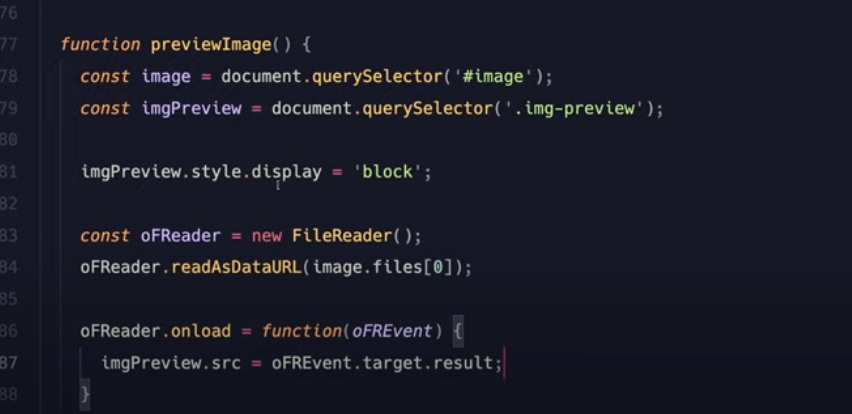 76
77 function previewImage() {
78 const image = document.querySelector('#image');
79 const imgPreview = document.querySelector('.img-preview');
80
81 imgPreview.style.display = 'block';
82
83 const oFReader = new FileReader();
84 oFReader.readAsDataURL(image.files[0]);
85
86 oFReader.onload = function(oFREvent) {
87 imgPreview.src = oFREvent.target.result;
88 }